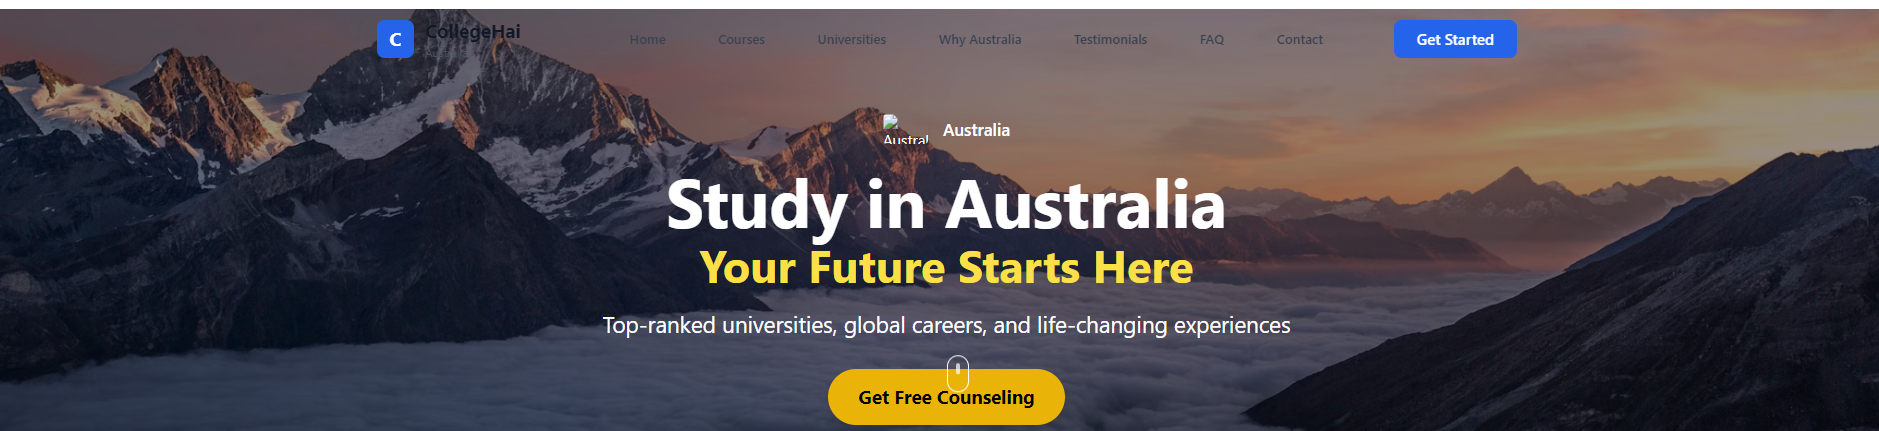 C CollegeHai Home Courses Universities Why Australia Testimonials FAQ Contact Get Started
Austral Australia
Study in Australia
Your Future Starts Here
Top-ranked universities, global careers, and life-changing experiences
Get Free Counseling